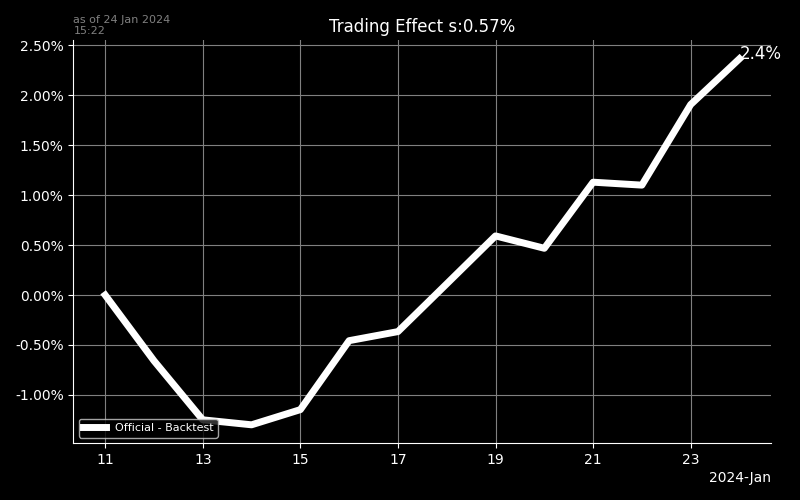 as of 24 Jan 2024
15:22
Trading Effect s:0.57%
2.50%
2.00%
1.50%
1.00%
0.50%
0.00%
-0.50%
-1.00%
2.4%
Official - Backtest
11 13 15 17 19 21 23
2024-Jan